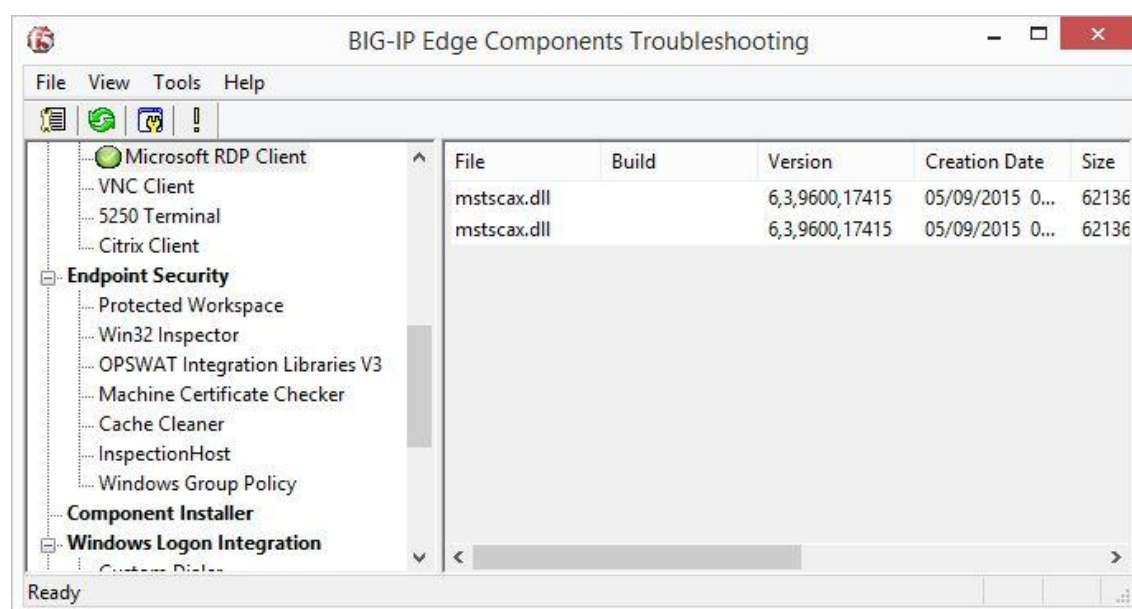 BIG-IP Edge Components Troubleshooting
File View Tools Help
Microsoft RDP Client
VNC Client
5250 Terminal
Citrix Client
Endpoint Security
Protected Workspace
Win32 Inspector
OPSWAT Integration Libraries V3
Machine Certificate Checker
Cache Cleaner
InspectionHost
Windows Group Policy
Component Installer
Windows Logon Integration
File Build Version Creation Date Size
mstscax.dll 6,3,9600,17415 05/09/2015 0... 62136
mstscax.dll 6,3,9600,17415 05/09/2015 0... 62136
Ready